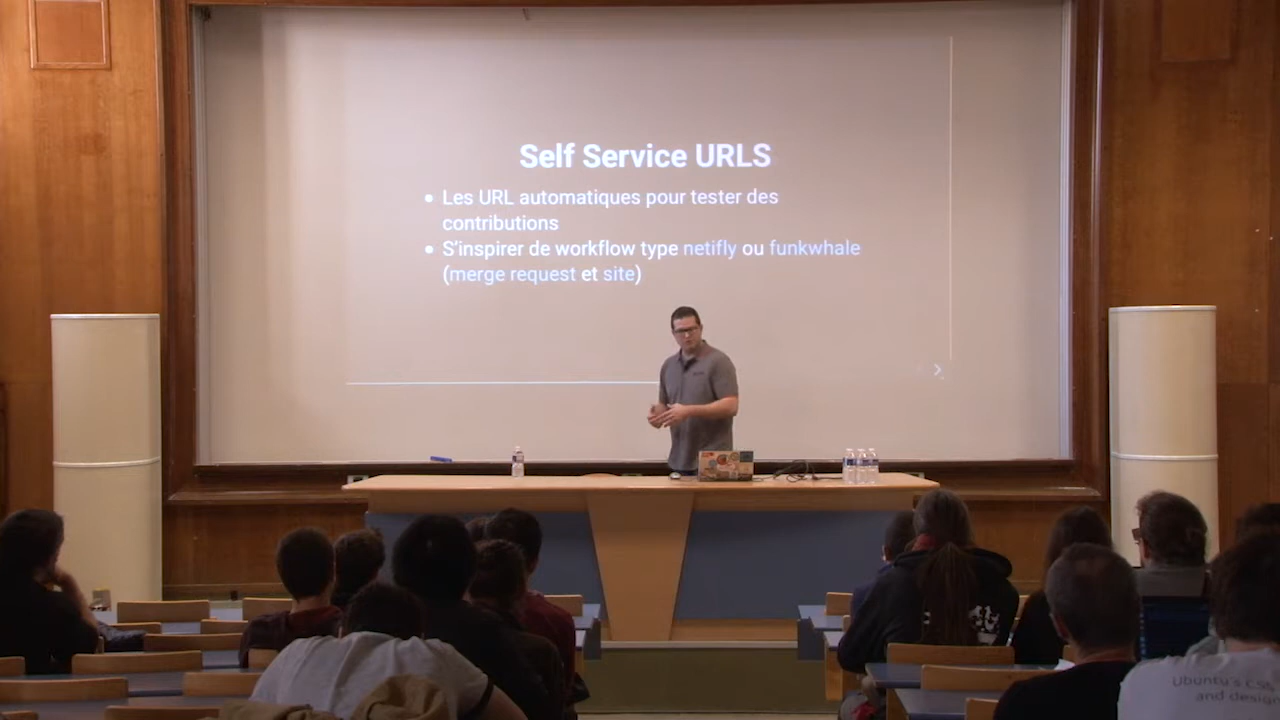 Self Service URLS
Les URL automatiques pour tester des
contributions
S'inspirer de workflow type netifly ou funkwhale
(merge request et site)
Ubuntu's CSS
and design